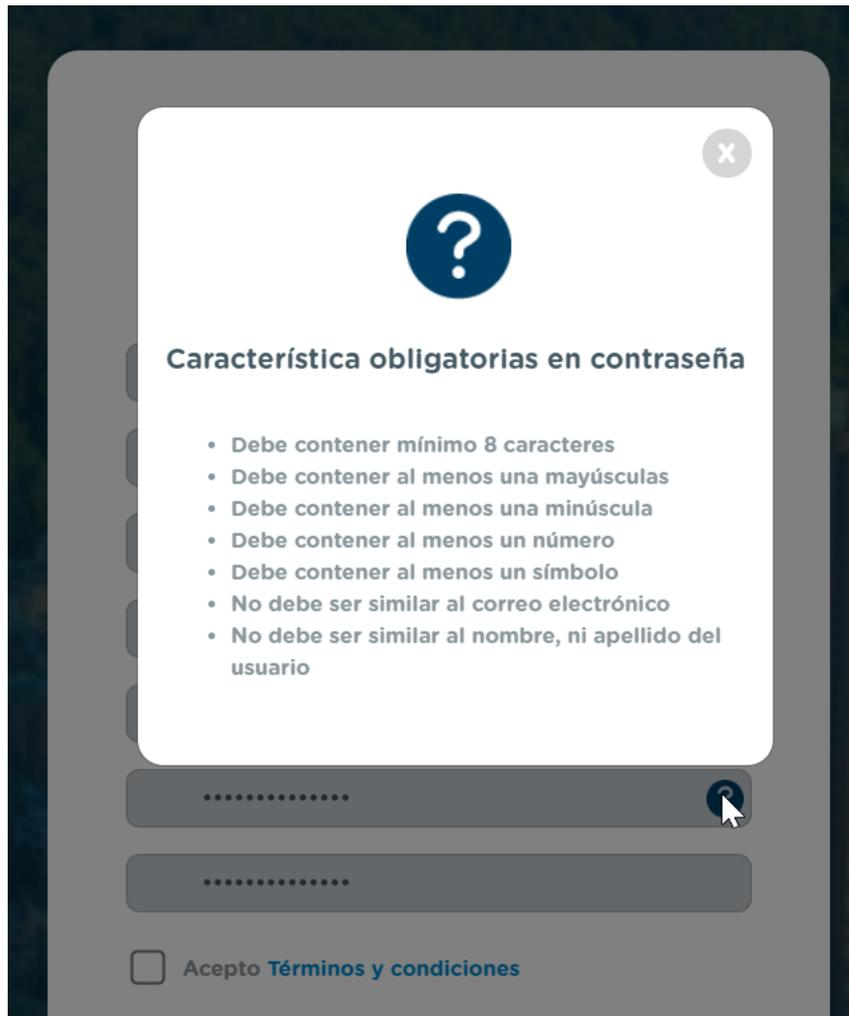 X
?
Característica obligatorias en contraseña
• Debe contener mínimo 8 caracteres
• Debe contener al menos una mayúsculas
• Debe contener al menos una minúscula
• Debe contener al menos un número
• Debe contener al menos un símbolo
• No debe ser similar al correo electrónico
• No debe ser similar al nombre, ni apellido del
usuario
•••••••••••••• ?
••••••••••••••
Acepto Términos y condiciones